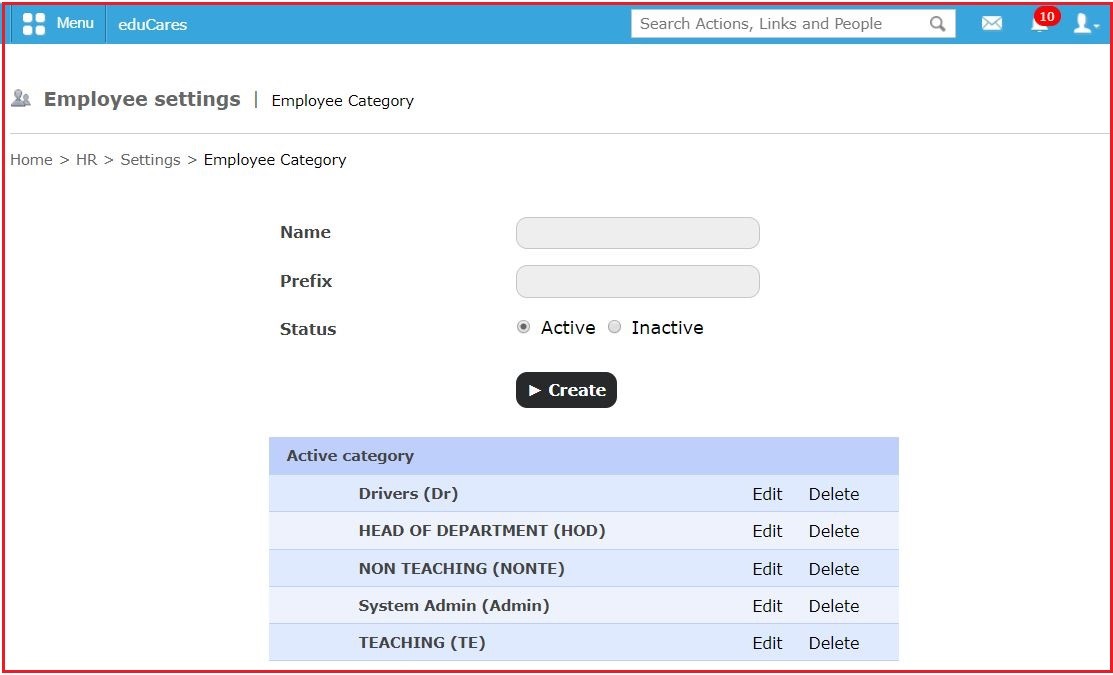 Menu eduCares Search Actions, Links and People 10
Employee settings | Employee Category
Home > HR > Settings > Employee Category
Name
Prefix
Status Active Inactive
► Create
Active category
Drivers (Dr) Edit Delete
HEAD OF DEPARTMENT (HOD) Edit Delete
NON TEACHING (NONTE) Edit Delete
System Admin (Admin) Edit Delete
TEACHING (TE) Edit Delete